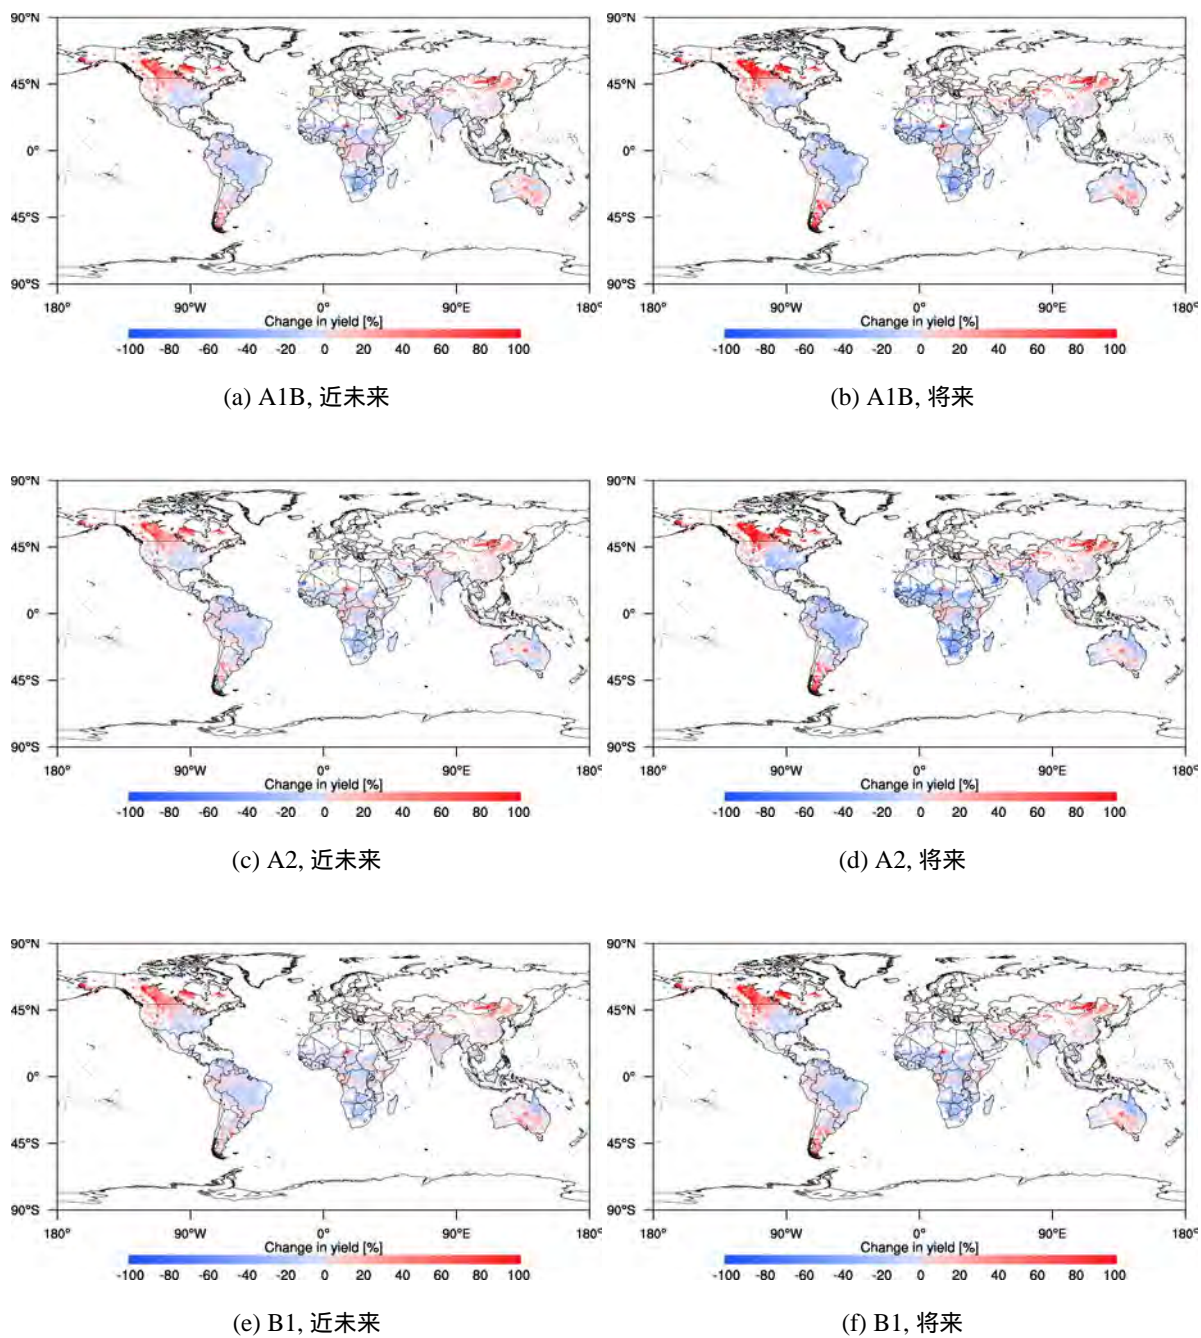 90°N
45°N
0°
45°S
90°S
180° 90°W 0° 90°E 180°
Change in yield [%]
-100 -80 -60 -40 -20 0 20 40 60 80 100
(a) A1B, 近未来
90°N
45°N
0°
45°S
90°S
180° 90°W 0° 90°E 180°
Change in yield [%]
-100 -80 -60 -40 -20 0 20 40 60 80 100
(b) A1B, 将来
90°N
45°N
0°
45°S
90°S
180° 90°W 0° 90°E 180°
Change in yield [%]
-100 -80 -60 -40 -20 0 20 40 60 80 100
(c) A2, 近未来
90°N
45°N
0°
45°S
90°S
180° 90°W 0° 90°E 180°
Change in yield [%]
-100 -80 -60 -40 -20 0 20 40 60 80 100
(d) A2, 将来
90°N
45°N
0°
45°S
90°S
180° 90°W 0° 90°E 180°
Change in yield [%]
-100 -80 -60 -40 -20 0 20 40 60 80 100
(e) B1, 近未来
90°N
45°N
0°
45°S
90°S
180° 90°W 0° 90°E 180°
Change in yield [%]
-100 -80 -60 -40 -20 0 20 40 60 80 100
(f) B1, 将来